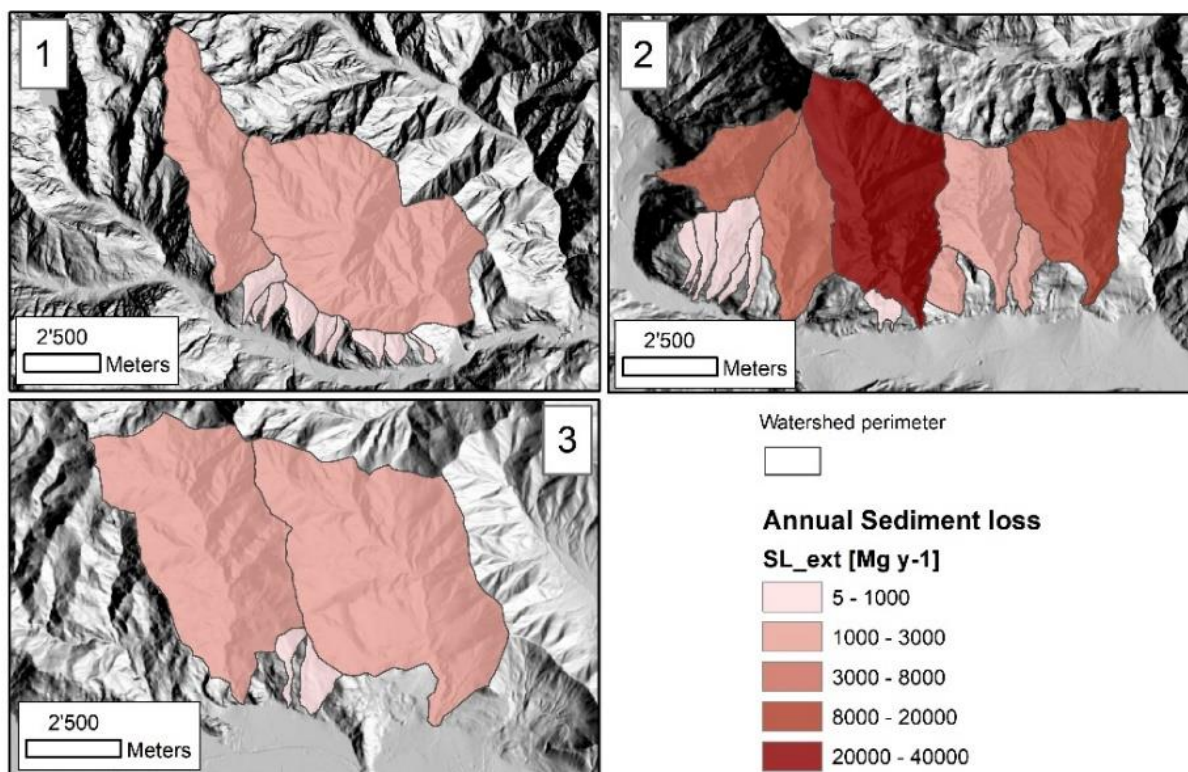 1
2'500
Meters
2
2'500
Meters
3
2'500
Meters
Watershed perimeter
Annual Sediment loss
SL_ext [Mg y-1]
5 - 1000
1000 - 3000
3000 - 8000
8000 - 20000
20000 - 40000